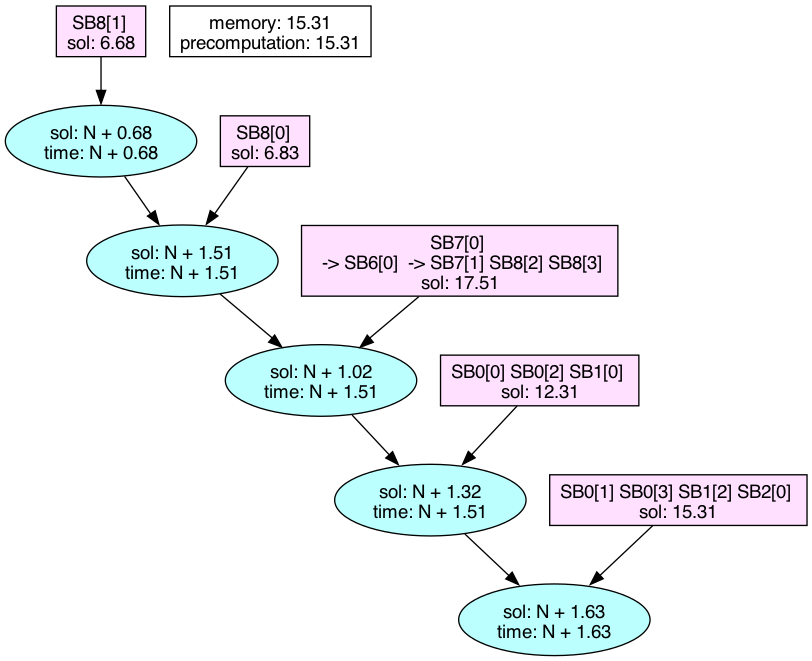 SB8[1]
sol: 6.68
memory: 15.31
precomputation: 15.31
sol: N + 0.68
time: N + 0.68
SB8[0]
sol: 6.83
sol: N + 1.51
time: N + 1.51
SB7[0]
-> SB6[0] -> SB7[1] SB8[2] SB8[3]
sol: 17.51
sol: N + 1.02
time: N + 1.51
SB0[0] SB0[2] SB1[0]
sol: 12.31
sol: N + 1.32
time: N + 1.51
SB0[1] SB0[3] SB1[2] SB2[0]
sol: 15.31
sol: N + 1.63
time: N + 1.63